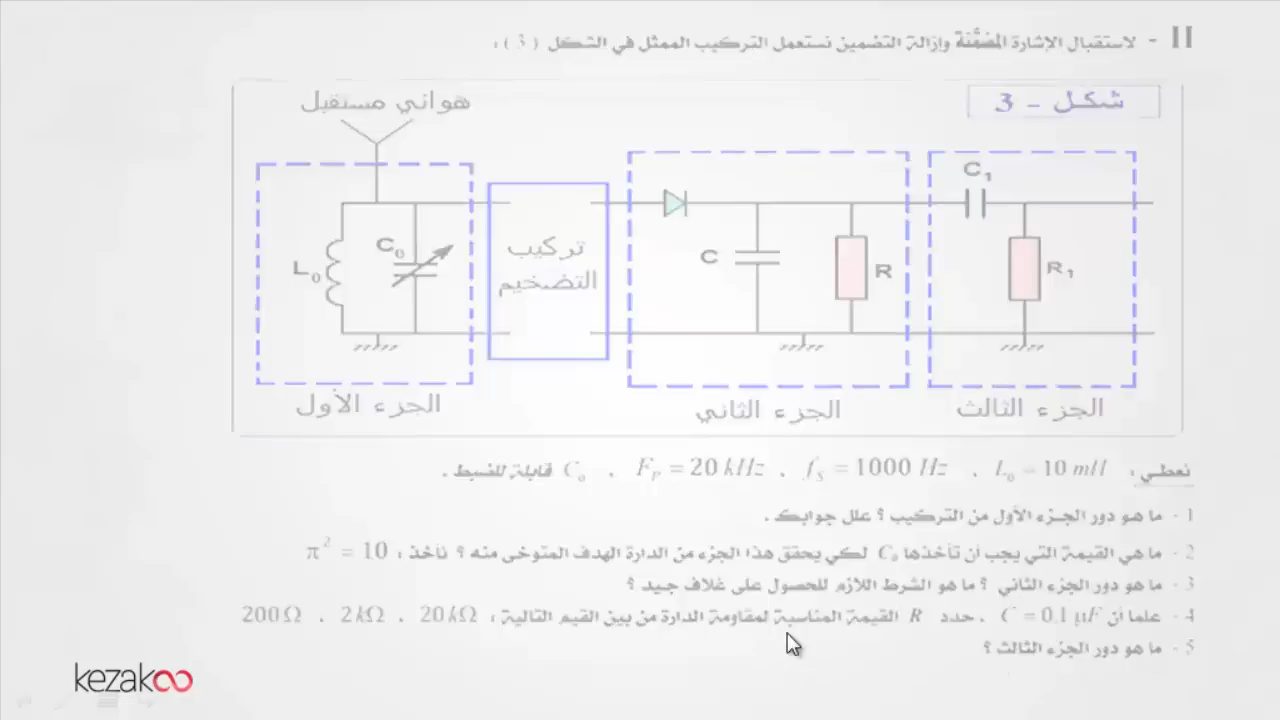 II - لاستقبال الإشارة المضمَّنة وإزالة التضمين نستعمل التركيب الممثل في الشكل (3) :
شكل - 3
هوائي مستقبل
C₁
C₀
L₀
تركيب
التضخيم
C
R
R₁
الجزء الأول
الجزء الثاني
الجزء الثالث
نعطي : L₀ = 10 mH ، f_S = 1000 Hz ، F_P = 20 kHz ، C₀ قابلة للضبط .
1 - ما هو دور الجزء الأول من التركيب ؟ علل جوابك .
2 - ما هي القيمة التي يجب أن تأخذها C₀ لكي يحقق هذا الجزء من الدارة الهدف المتوخى منه ؟ نأخذ : π² = 10
3 - ما هو دور الجزء الثاني ؟ ما هو الشرط اللازم للحصول على غلاف جيد ؟
4 - علما أن C = 0.1 μF ، حدد R القيمة المناسبة لمقاومة الدارة من بين القيم التالية : 20 kΩ ، 2 kΩ ، 200 Ω
5 - ما هو دور الجزء الثالث ؟
kezakoo